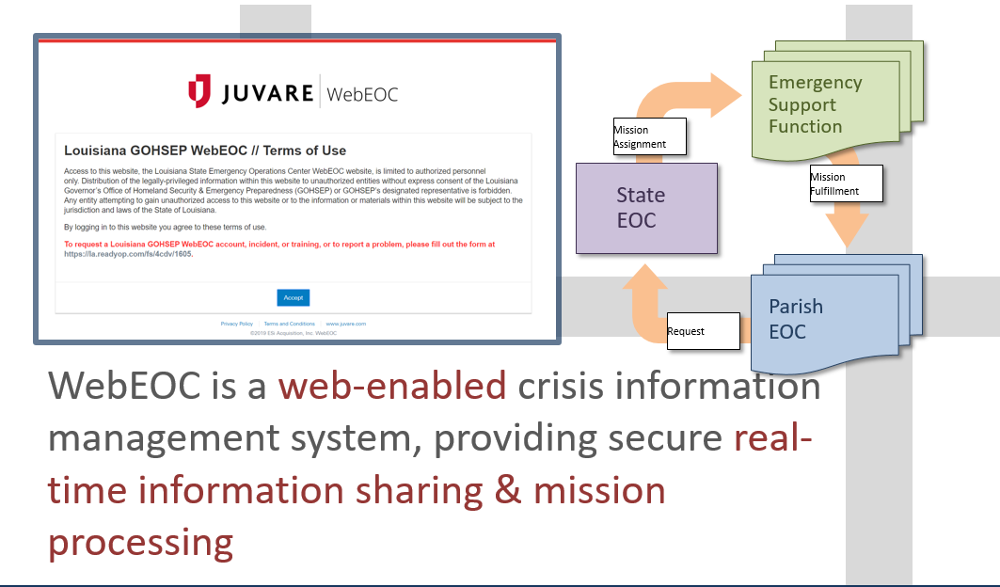 JUVARE WebEOC
Louisiana GOHSEP WebEOC // Terms of Use
Access to this website, the Louisiana State Emergency Operations Center WebEOC website, is limited to authorized personnel
only. Distribution of the legally-privileged information within this website to unauthorized entities without express consent of the Louisiana
Governor's Office of Homeland Security & Emergency Preparedness (GOHSEP) or GOHSEP's designated representative is forbidden.
Any entity attempting to gain unauthorized access to this website or to the information or materials within this website will be subject to the
jurisdiction and laws of the State of Louisiana.
By logging in to this website you agree to these terms of use.
To request a Louisiana GOHSEP WebEOC account, incident, or training, or to report a problem, please fill out the form at
https://la.readyop.com/fs/4cdv/1605.
Accept
Privacy Policy | Terms and Conditions | www.juvare.com
©2019 ESi Acquisition, Inc. WebEOC
Mission
Assignment
Emergency
Support
Function
State
EOC
Mission
Fulfillment
Request
Parish
EOC
WebEOC is a web-enabled crisis information
management system, providing secure real-
time information sharing & mission
processing